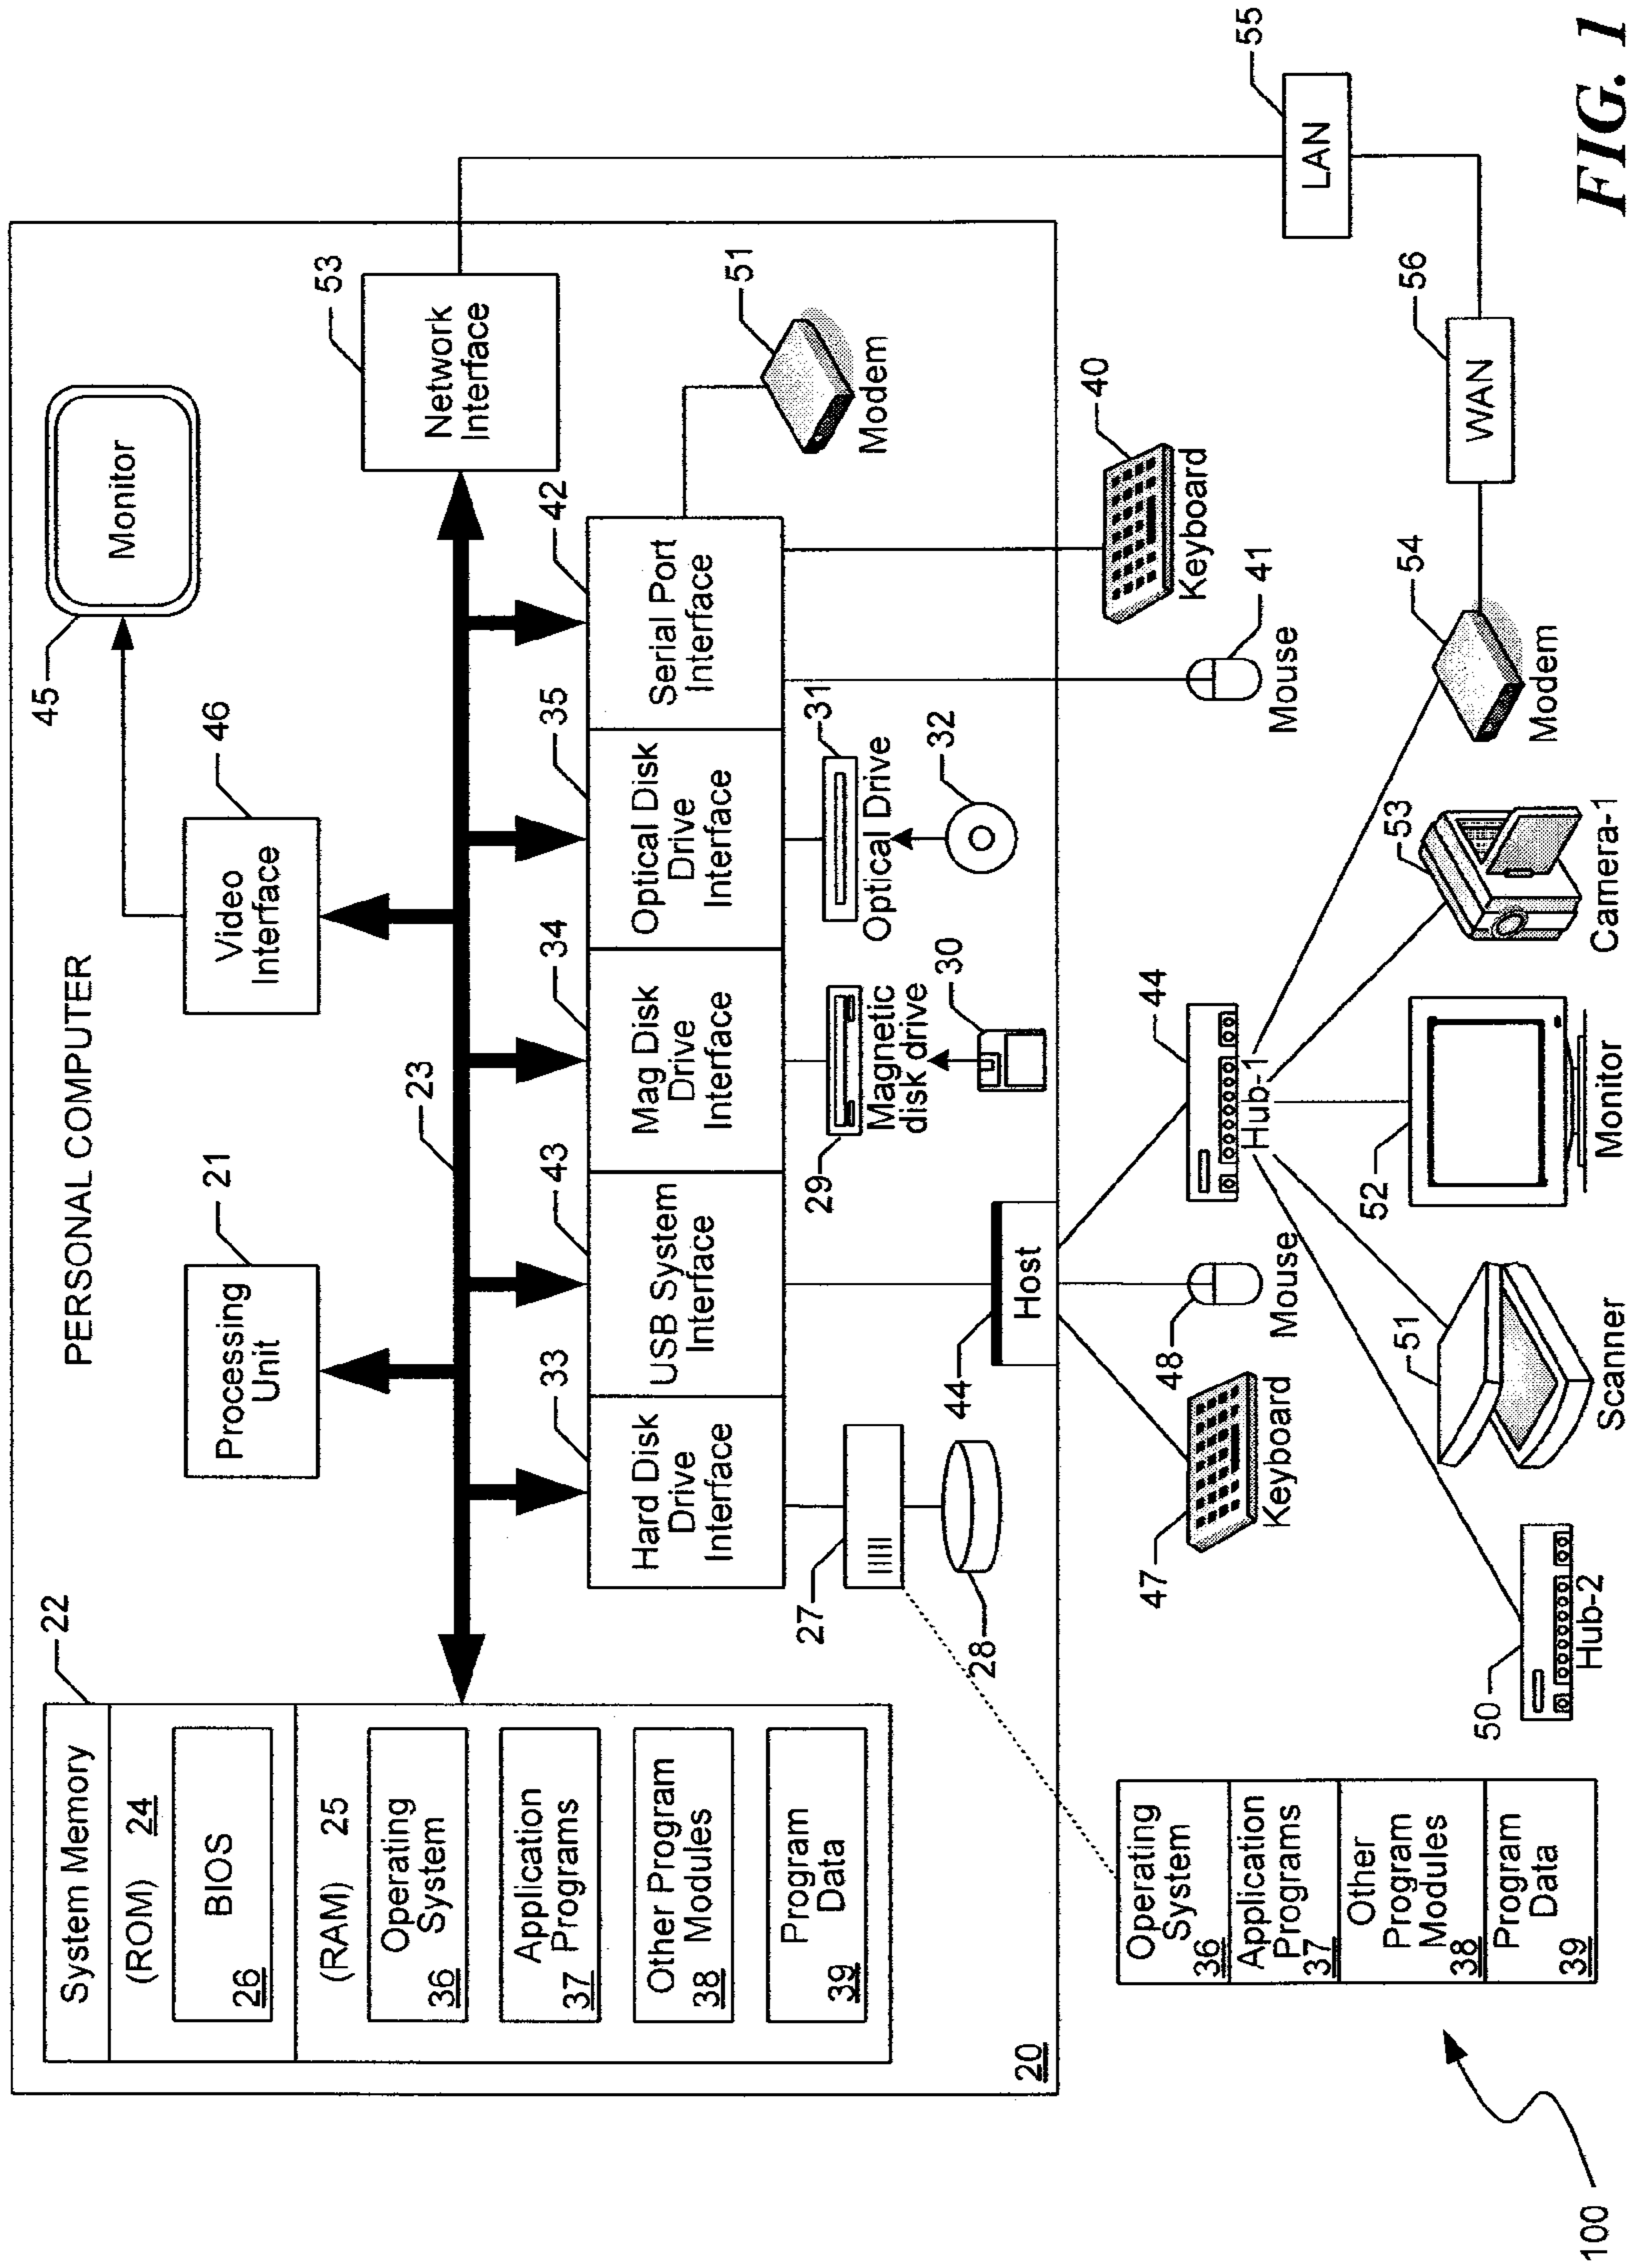 PERSONAL COMPUTER
System Memory
22
(ROM) 24
BIOS
26
(RAM) 25
Operating
System
36
Application
Programs
37
Other Program
Modules
38
Program
Data
39
20
Processing
Unit
21
23
Video
Interface
46
45
Monitor
53
Network
Interface
33
Hard Disk
Drive
Interface
43
USB System
Interface
34
Mag Disk
Drive
Interface
35
Optical Disk
Drive
Interface
42
Serial Port
Interface
27
28
29
Magnetic
disk drive
30
31
Optical Drive
32
51
Modem
44
Host
47
Keyboard
48
Mouse
44
Hub-1
41
Mouse
40
Keyboard
Operating
System
36
Application
Programs
37
Other
Program
Modules
38
Program
Data
39
50
Hub-2
51
Scanner
52
Monitor
53
Camera-1
54
Modem
56
WAN
55
LAN
100
FIG. 1